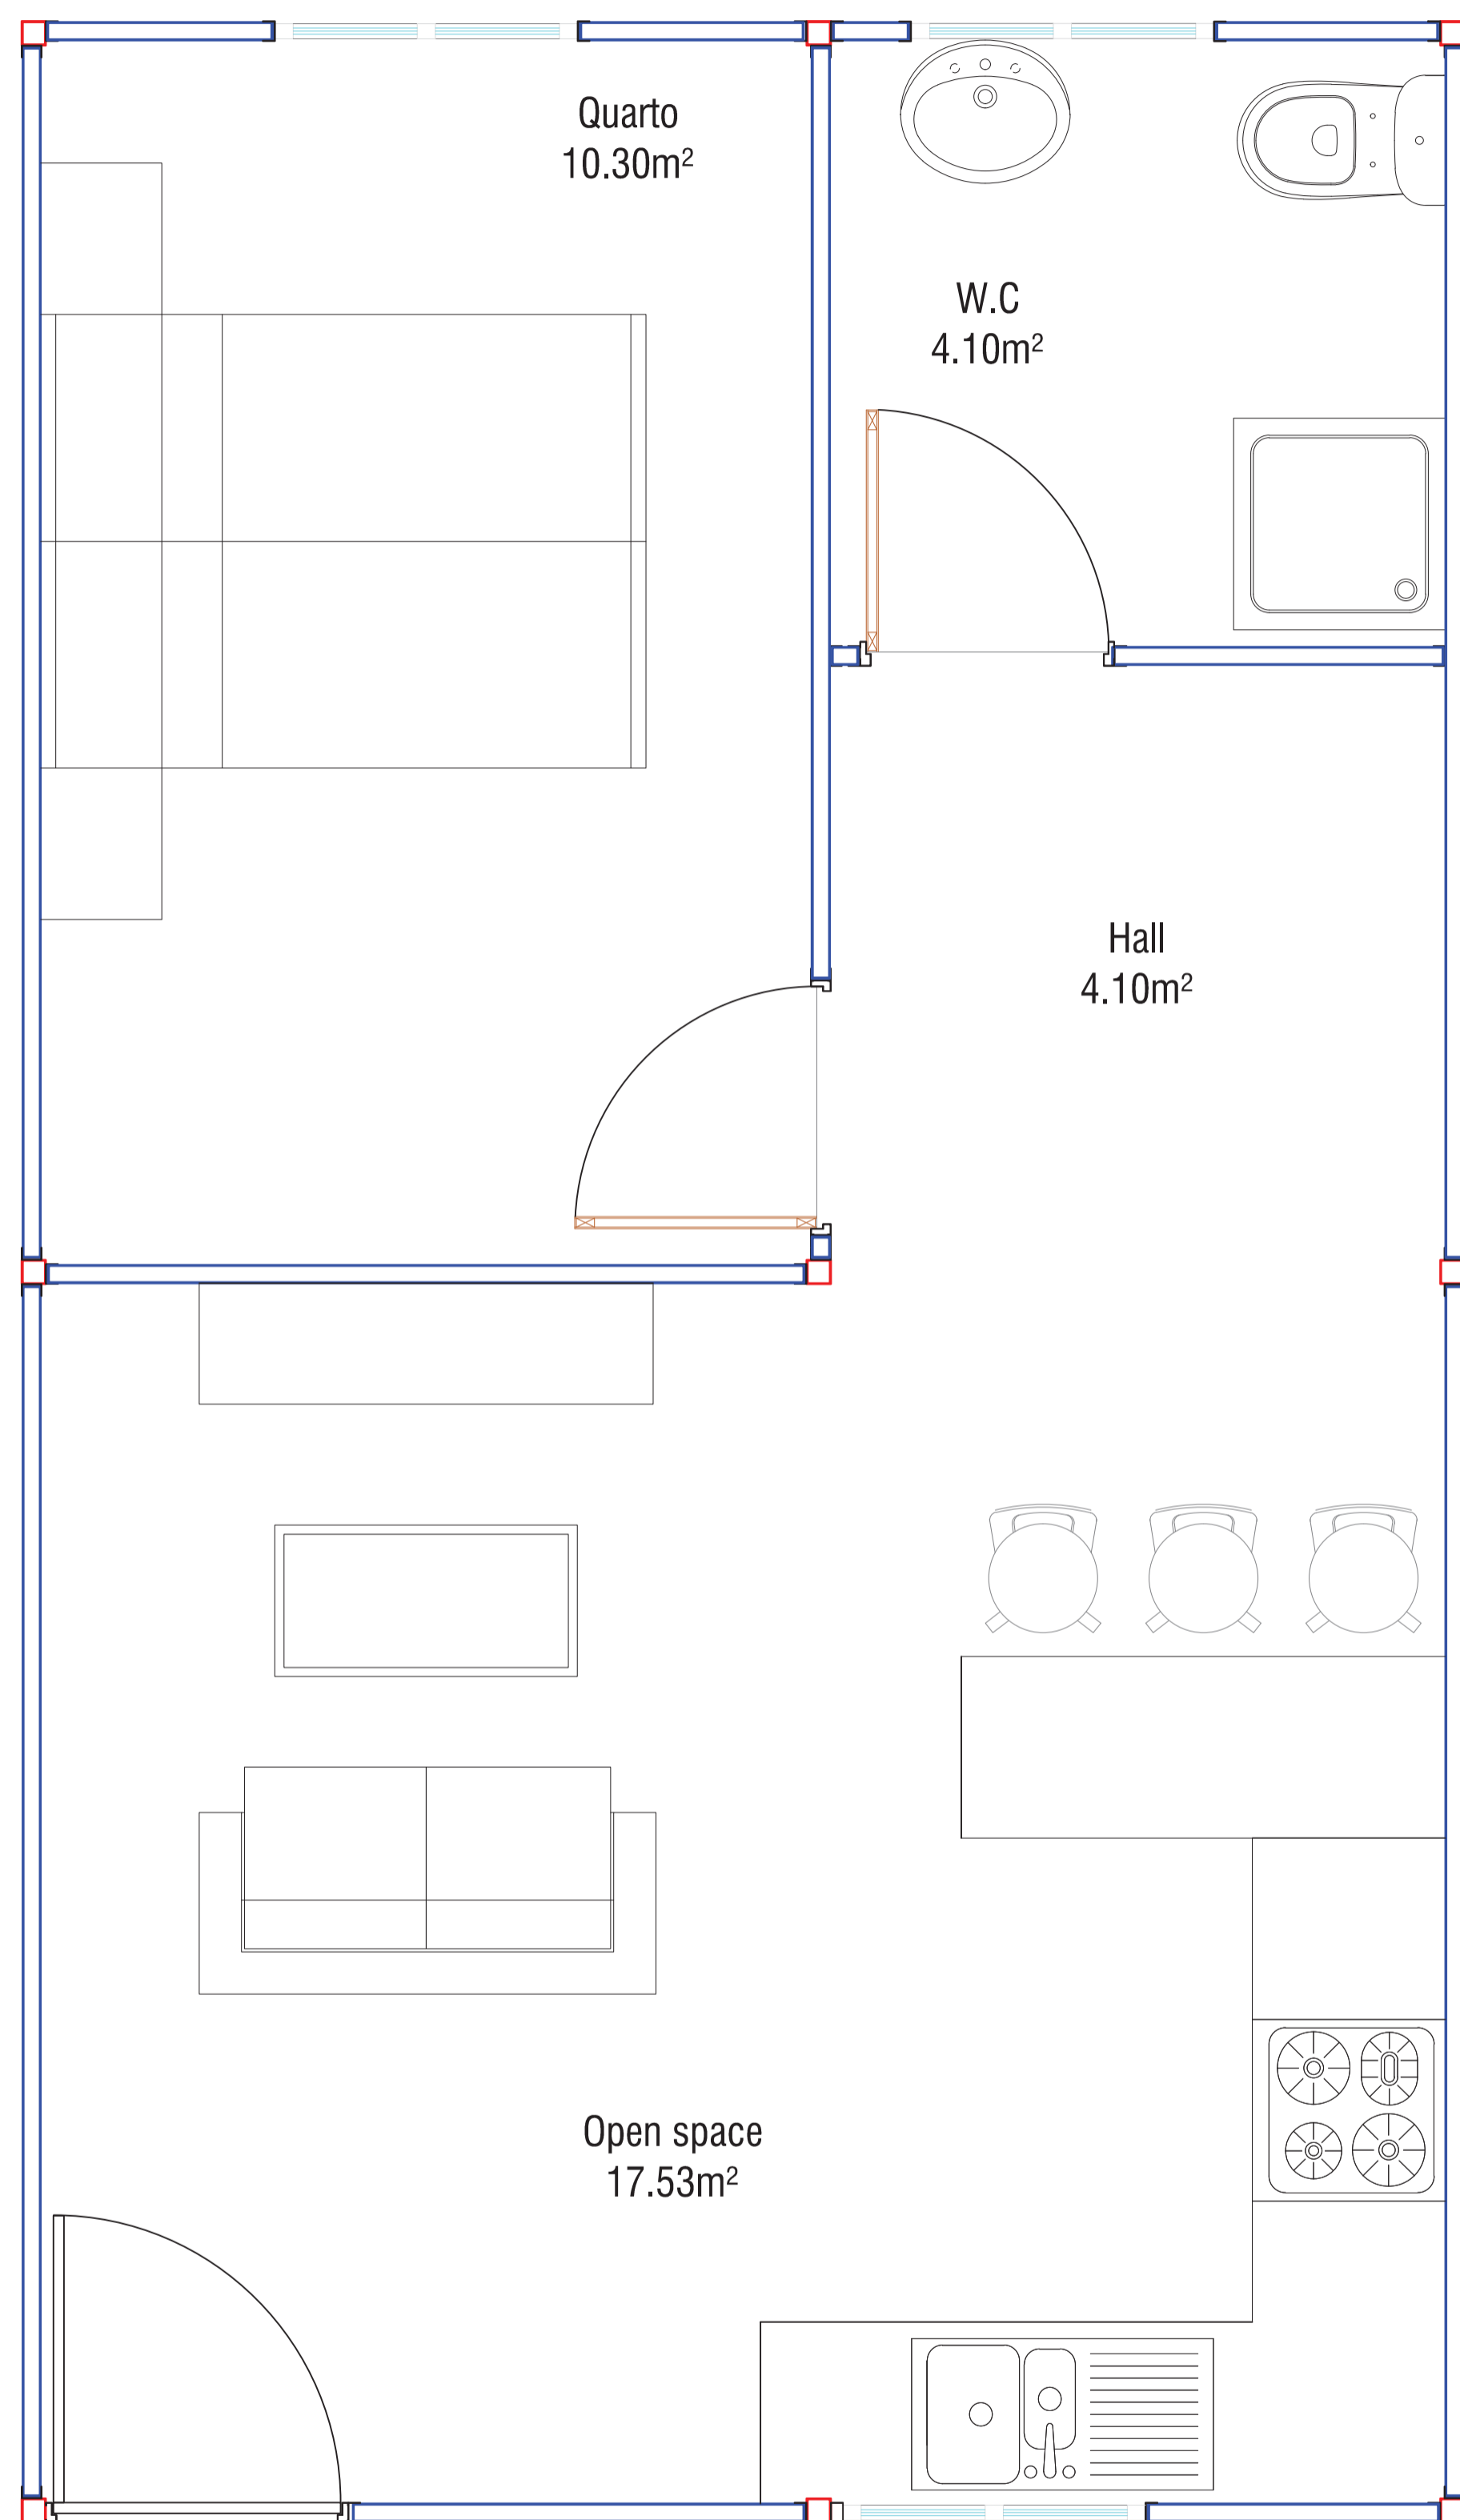 Quarto
10.30m²
W.C
4.10m²
Hall
4.10m²
Open space
17.53m²